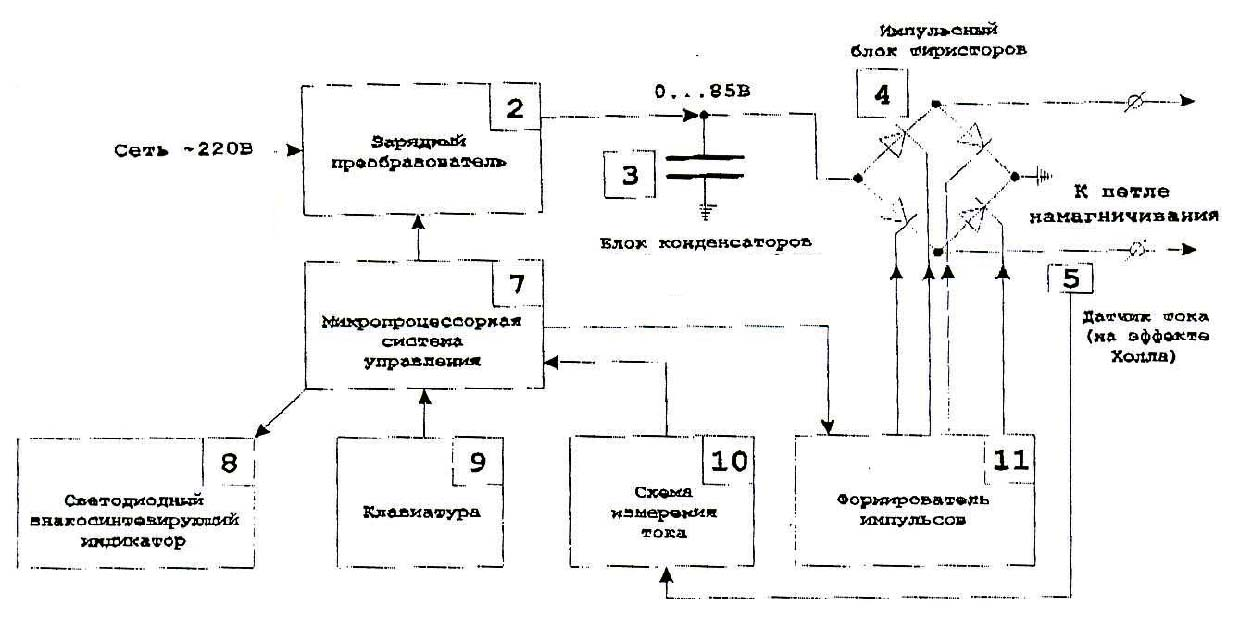 Импульсный
блок тиристоров
4
2
0...85В
Сеть ~220В
Зарядный
преобразователь
3
Блок конденсаторов
К петле
намагничивания
5
Датчик тока
(на эффекте
Холла)
7
Микропроцессорная
система
управления
8
Светодиодный
знакосинтезирующий
индикатор
9
Клавиатура
10
Схема
измерения
тока
11
Формирователь
импульсов